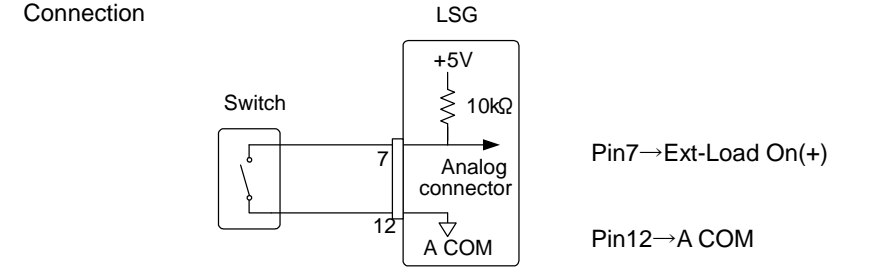 Connection
LSG
+5V
Switch
10kΩ
7
Analog
connector
Pin7→Ext-Load On(+)
12
A COM
Pin12→A COM